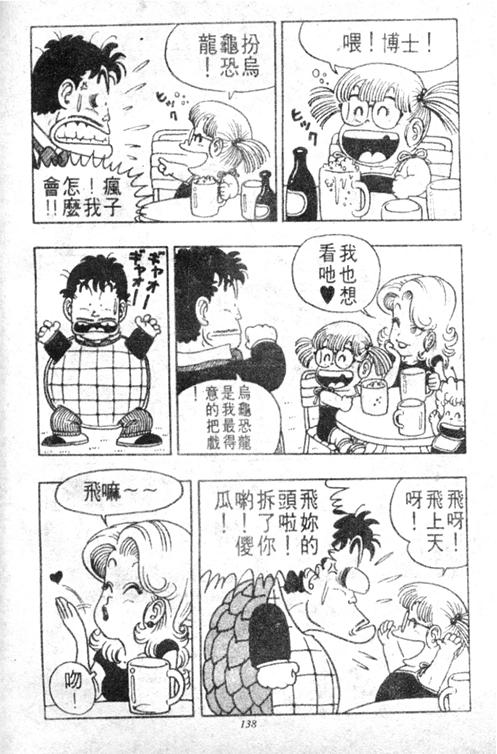 喂！博士！
ヒック
扮烏
龜恐
龍！
ヒック
瘋子
！我
怎麼
會!!
我也想
看吔♥
烏龜恐龍
是我最得
意的把戲
ギャオー
ギャオー
飛呀！
飛上天
呀！
飛妳的
頭啦！
拆了你
喲！傻
瓜！
飛嘛～～
吻！
138